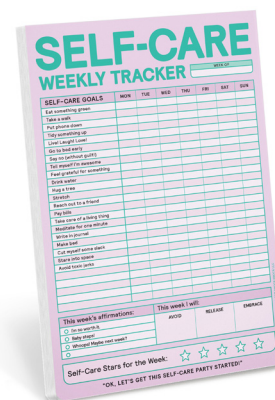 SELF-CARE
WEEKLY TRACKER
WEEK OF
SELF-CARE GOALS MON TUE WED THU FRI SAT SUN
Eat something green
Take a walk
Put phone down
Tidy something up
Live! Laugh! Love!
Go to bed early
Say no (without guilt!)
Tell myself I'm awesome
Feel grateful for something
Drink water
Hug a tree
Stretch
Reach out to a friend
Pay bills
Take care of a living thing
Meditate for one minute
Write in journal
Make bed
Cut myself some slack
Stare into space
Avoid toxic jerks
This week's affirmations:
I'm so worth it.
Baby steps!
Whoops! Maybe next week?
This week I will:
AVOID RELEASE EMBRACE
Self-Care Stars for the Week:
"OK, LET'S GET THIS SELF-CARE PARTY STARTED!"